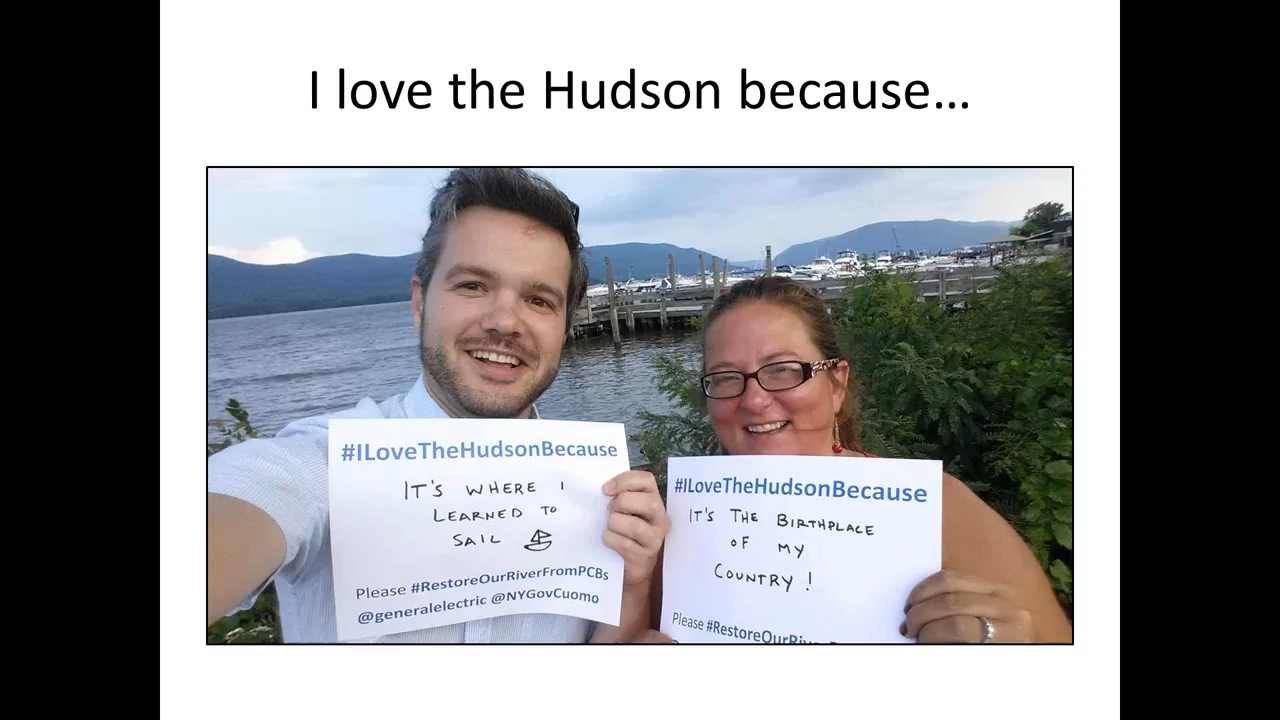 I love the Hudson because…
#ILoveTheHudsonBecause
IT'S WHERE I
LEARNED TO
SAIL
Please #RestoreOurRiverFromPCBs
@generalelectric @NYGovCuomo
#ILoveTheHudsonBecause
IT'S THE BIRTHPLACE
OF MY
COUNTRY!
Please #RestoreOurRive